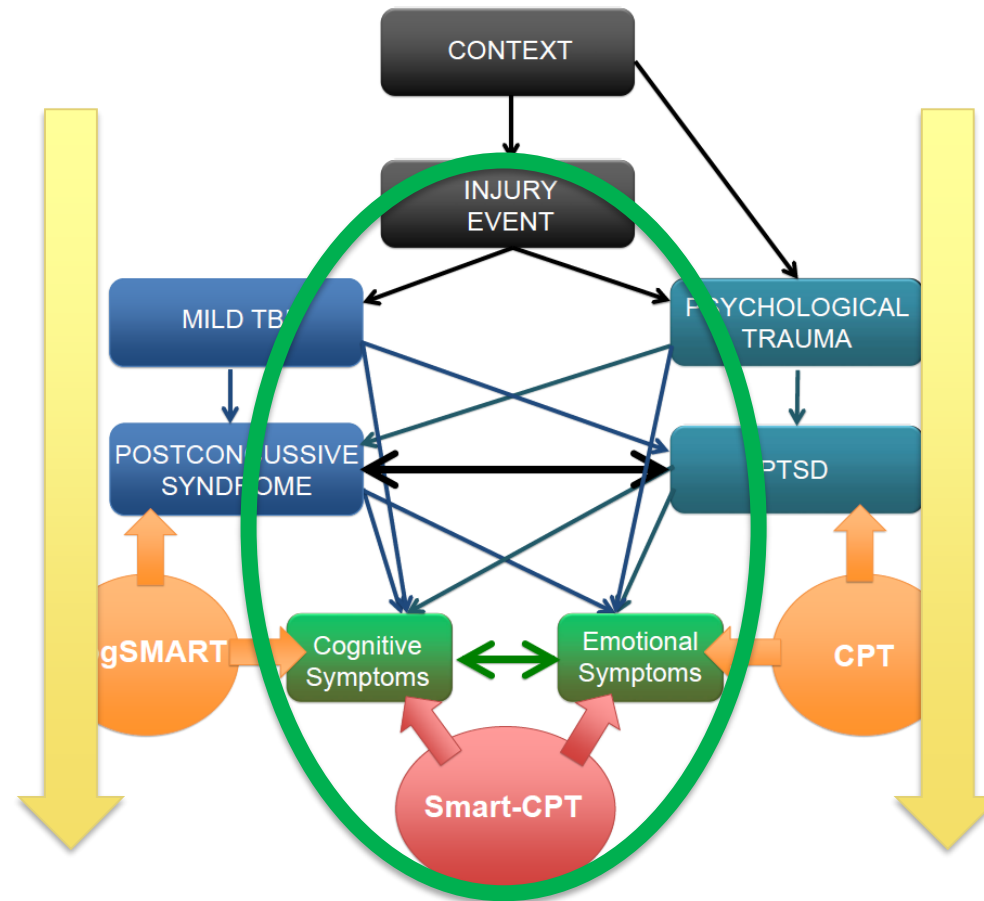 CONTEXT
INJURY
EVENT
MILD TBI
PSYCHOLOGICAL
TRAUMA
POSTCONCUSSIVE
SYNDROME
PTSD
gSMART
Cognitive
Symptoms
Emotional
Symptoms
CPT
Smart-CPT